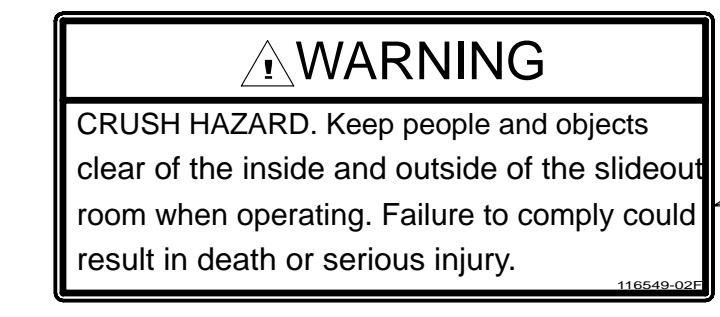 WARNING
CRUSH HAZARD. Keep people and objects
clear of the inside and outside of the slideout
room when operating. Failure to comply could
result in death or serious injury.
116549-02F